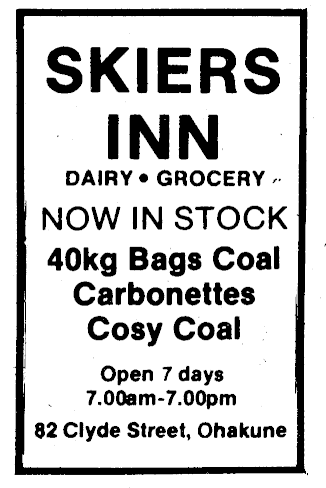 SKIERS
INN
DAIRY • GROCERY
NOW IN STOCK
40kg Bags Coal
Carbonettes
Cosy Coal
Open 7 days
7.00am-7.00pm
82 Clyde Street, Ohakune